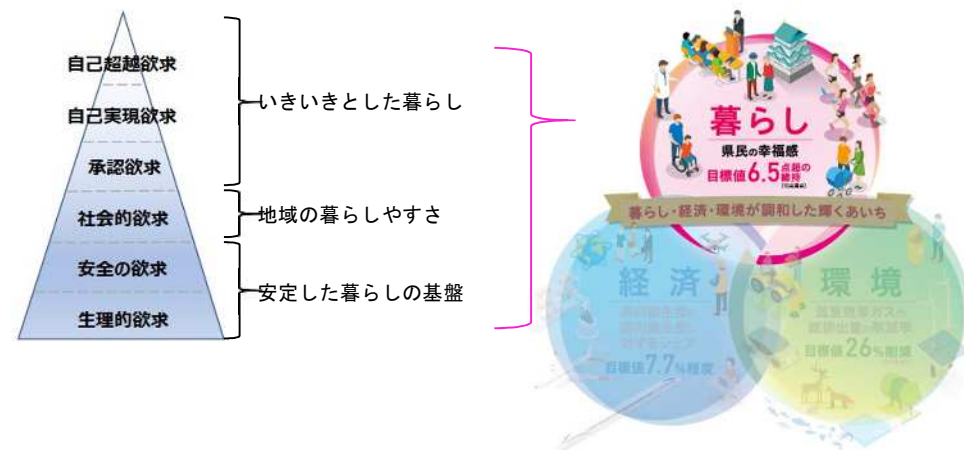 自己超越欲求
自己実現欲求
承認欲求
社会的欲求
安全の欲求
生理的欲求
いきいきとした暮らし
地域の暮らしやすさ
安定した暮らしの基盤
暮らし
県民の幸福感
目標値6.5点超の維持
暮らし・経済・環境が調和した輝くあいち
経済
目標値7.7%程度
環境
温室効果ガスの
総排出量の削減率
目標値26%削減